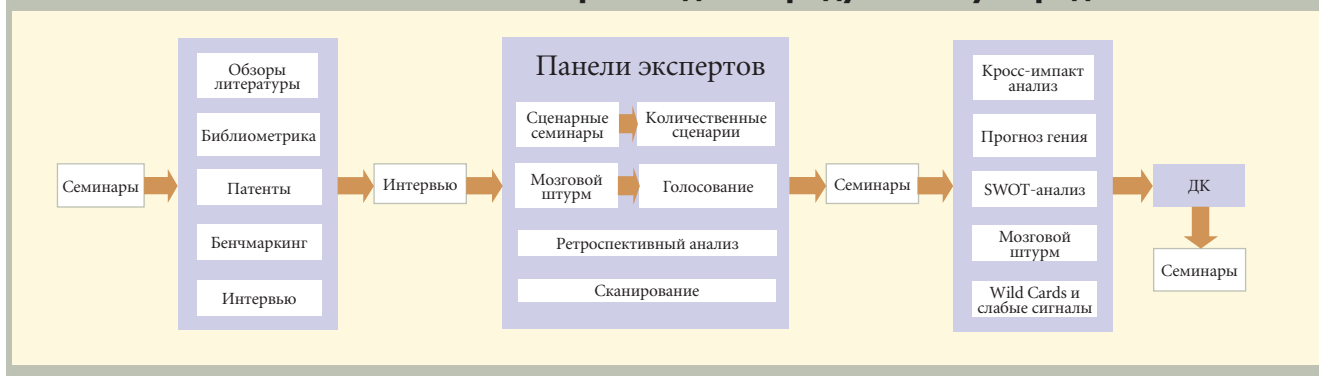 Семинары
Обзоры
литературы
Библиометрика
Патенты
Бенчмаркинг
Интервью
Интервью
Панели экспертов
Сценарные
семинары
Количественные
сценарии
Мозговой
штурм
Голосование
Ретроспективный анализ
Сканирование
Семинары
Кросс-импакт
анализ
Прогноз гения
SWOT-анализ
Мозговой
штурм
Wild Cards и
слабые сигналы
ДК
Семинары